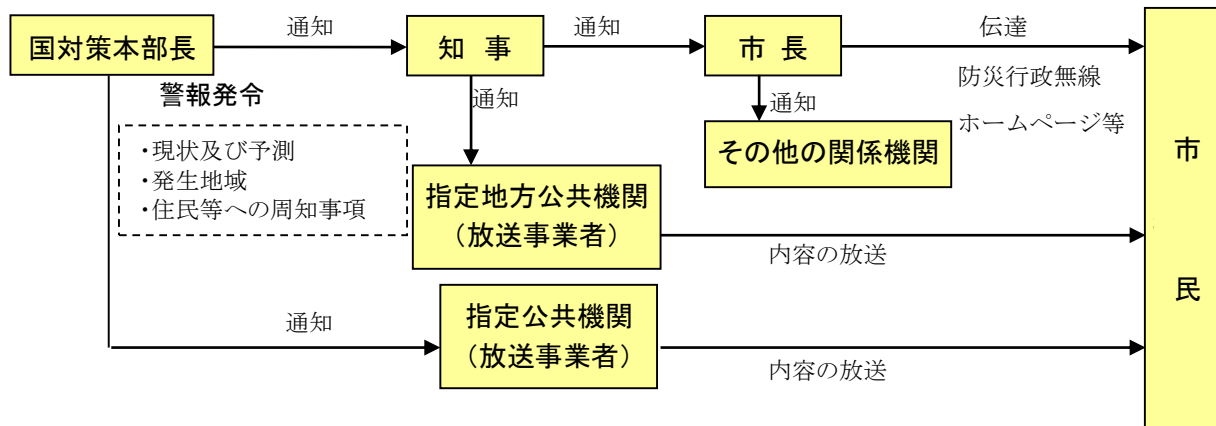 通知
通知
伝達
国対策本部長
知 事
市 長
防災行政無線
ホームページ等
警報発令
通知
通知
・現状及び予測
・発生地域
・住民等への周知事項
その他の関係機関
市
民
指定地方公共機関
（放送事業者）
内容の放送
通知
指定公共機関
（放送事業者）
内容の放送